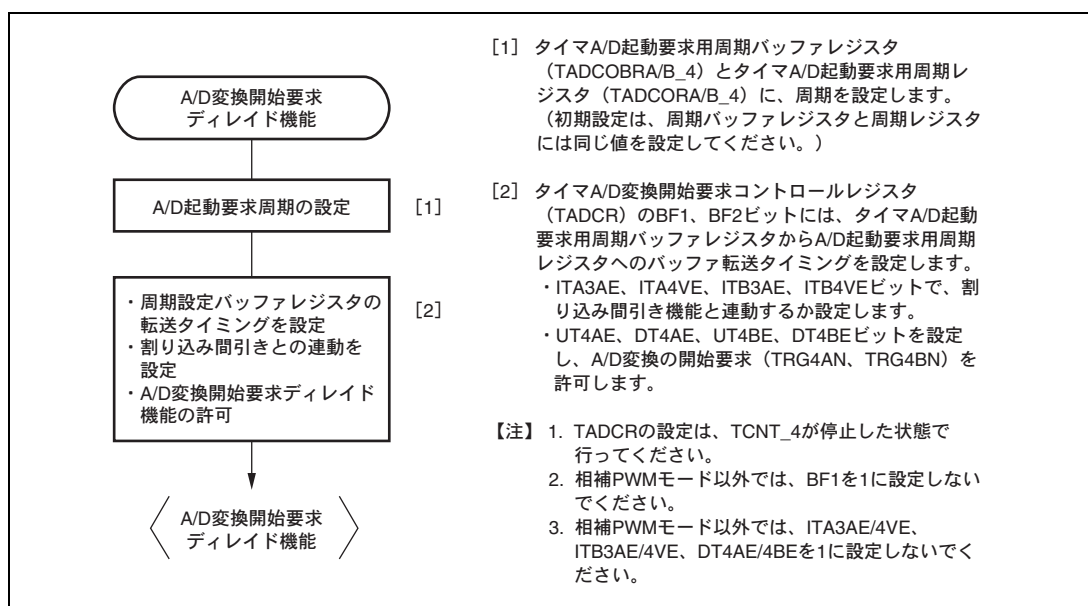 A/D変換開始要求
ディレイド機能
A/D起動要求周期の設定
[1]
・周期設定バッファレジスタの
転送タイミングを設定
・割り込み間引きとの連動を
設定
・A/D変換開始要求ディレイド
機能の許可
[2]
A/D変換開始要求
ディレイド機能
[1] タイマA/D起動要求用周期バッファレジスタ
（TADCOBRA/B_4）とタイマA/D起動要求用周期レ
ジスタ（TADCORA/B_4）に、周期を設定します。
（初期設定は、周期バッファレジスタと周期レジスタ
には同じ値を設定してください。）
[2] タイマA/D変換開始要求コントロールレジスタ
（TADCR）のBF1、BF2ビットには、タイマA/D起動
要求用周期バッファレジスタからA/D起動要求用周期
レジスタへのバッファ転送タイミングを設定します。
・ITA3AE、ITA4VE、ITB3AE、ITB4VEビットで、割
り込み間引き機能と連動するか設定します。
・UT4AE、DT4AE、UT4BE、DT4BEビットを設定
し、A/D変換の開始要求（TRG4AN、TRG4BN）を
許可します。
【注】 1. TADCRの設定は、TCNT_4が停止した状態で
行ってください。
2. 相補PWMモード以外では、BF1を1に設定しない
でください。
3. 相補PWMモード以外では、ITA3AE/4VE、
ITB3AE/4VE、DT4AE/4BEを1に設定しないでく
ださい。